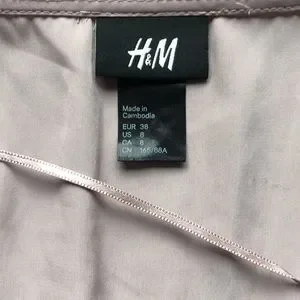 H&M
Made in
Cambodia
EUR 38
US 8
CA 8
CN 165/88A